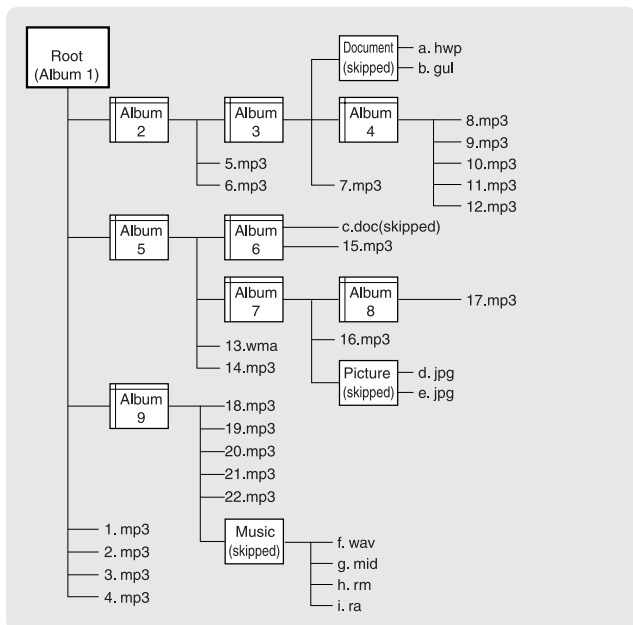 Root
(Album 1)
Document
(skipped)
a. hwp
b. gul
Album
2
Album
3
Album
4
8.mp3
9.mp3
10.mp3
11.mp3
12.mp3
5.mp3
6.mp3
7.mp3
Album
5
Album
6
c.doc(skipped)
15.mp3
Album
7
Album
8
17.mp3
13.wma
14.mp3
16.mp3
Picture
(skipped)
d. jpg
e. jpg
Album
9
18.mp3
19.mp3
20.mp3
21.mp3
22.mp3
Music
(skipped)
f. wav
g. mid
h. rm
i. ra
1. mp3
2. mp3
3. mp3
4. mp3